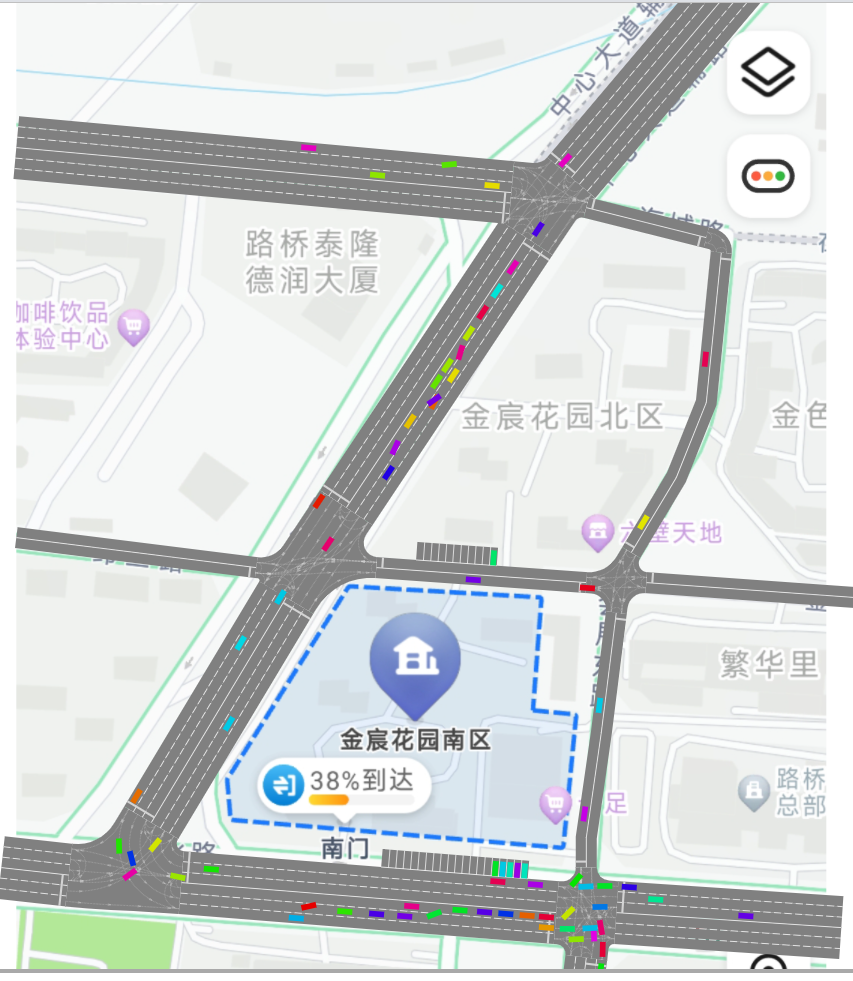 中心大道辅
路桥泰隆
德润大厦
咖啡饮品
体验中心
金宸花园北区
金色
天地
繁华里
金宸花园南区
38%到达
路桥
总部
足
南门
路